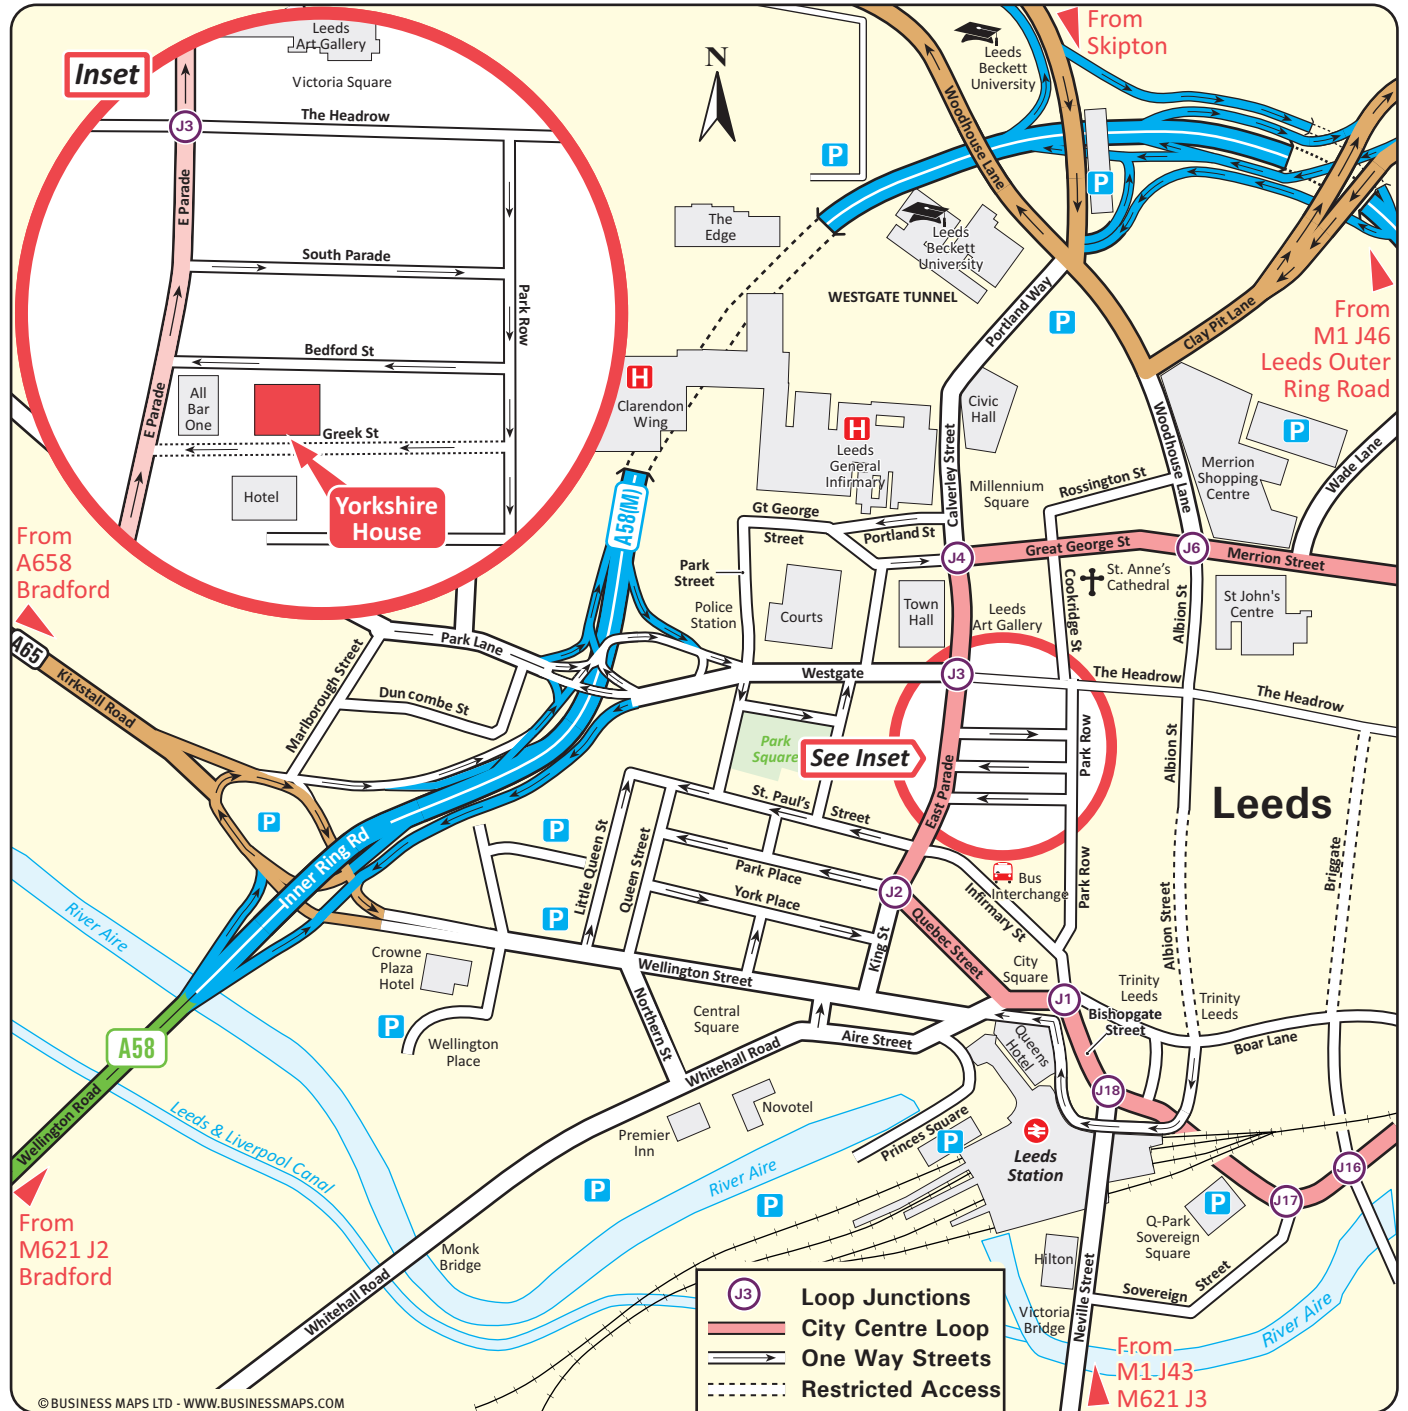 Inset
Leeds
Art Gallery
Victoria Square
The Headrow
J3
E Parade
South Parade
Park Row
Bedford St
All
Bar
One
E Parade
Greek St
Hotel
Yorkshire
House
N
From
Skipton
Leeds
Beckett
University
Woodhouse Lane
P
P
The
Edge
Leeds
Beckett
University
WESTGATE TUNNEL
Portland Way
P
Clay Pit Lane
From
M1 J46
Leeds Outer
Ring Road
H
Clarendon
Wing
H
Leeds
General
Infirmary
Civic
Hall
Calverley Street
Millennium
Square
Woodhouse Lane
Merrion
Shopping
Centre
P
Wade Lane
Rossington St
A58(M)
Gt George
Street
Portland St
J4
Great George St
J6
Merrion Street
From
A658
Bradford
Park
Street
Police
Station
Courts
Town
Hall
Leeds
Art Gallery
Cookridge St
St. Anne's
Cathedral
Albion St
St John's
Centre
A65
Kirkstall Road
Marlborough Street
Park Lane
Dun combe St
Westgate
J3
The Headrow
The Headrow
Park
Square
See Inset
East Parade
Park Row
Albion St
Leeds
P
Inner Ring Rd
P
St. Paul's
Street
Little Queen St
Queen Street
Park Place
York Place
P
J2
Bus
Interchange
Infirmary St
Park Row
Briggate
Albion Street
River Aire
Crowne
Plaza
Hotel
Wellington Street
King St
Quebec Street
City
Square
J1
Trinity
Leeds
Bishopgate
Street
Trinity
Leeds
Boar Lane
A58
P
Wellington
Place
Northern St
Central
Square
Aire Street
Whitehall Road
Queens
Hotel
J18
Wellington Road
Leeds & Liverpool Canal
Novotel
Premier
Inn
Princes Square
P
Leeds
Station
J16
J17
P
River Aire
P
P
Q-Park
Sovereign
Square
From
M621 J2
Bradford
Monk
Bridge
Whitehall Road
Hilton
Victoria
Bridge
Neville Street
Sovereign
Street
River Aire
From
M1 J43
M621 J3
J3
Loop Junctions
City Centre Loop
One Way Streets
Restricted Access
© BUSINESS MAPS LTD - WWW.BUSINESSMAPS.COM